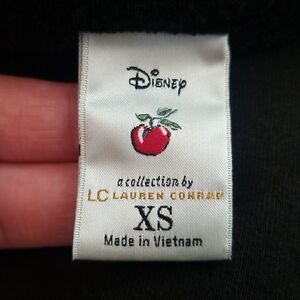 Disney
a collection by
LC LAUREN CONRAD
XS
Made in Vietnam